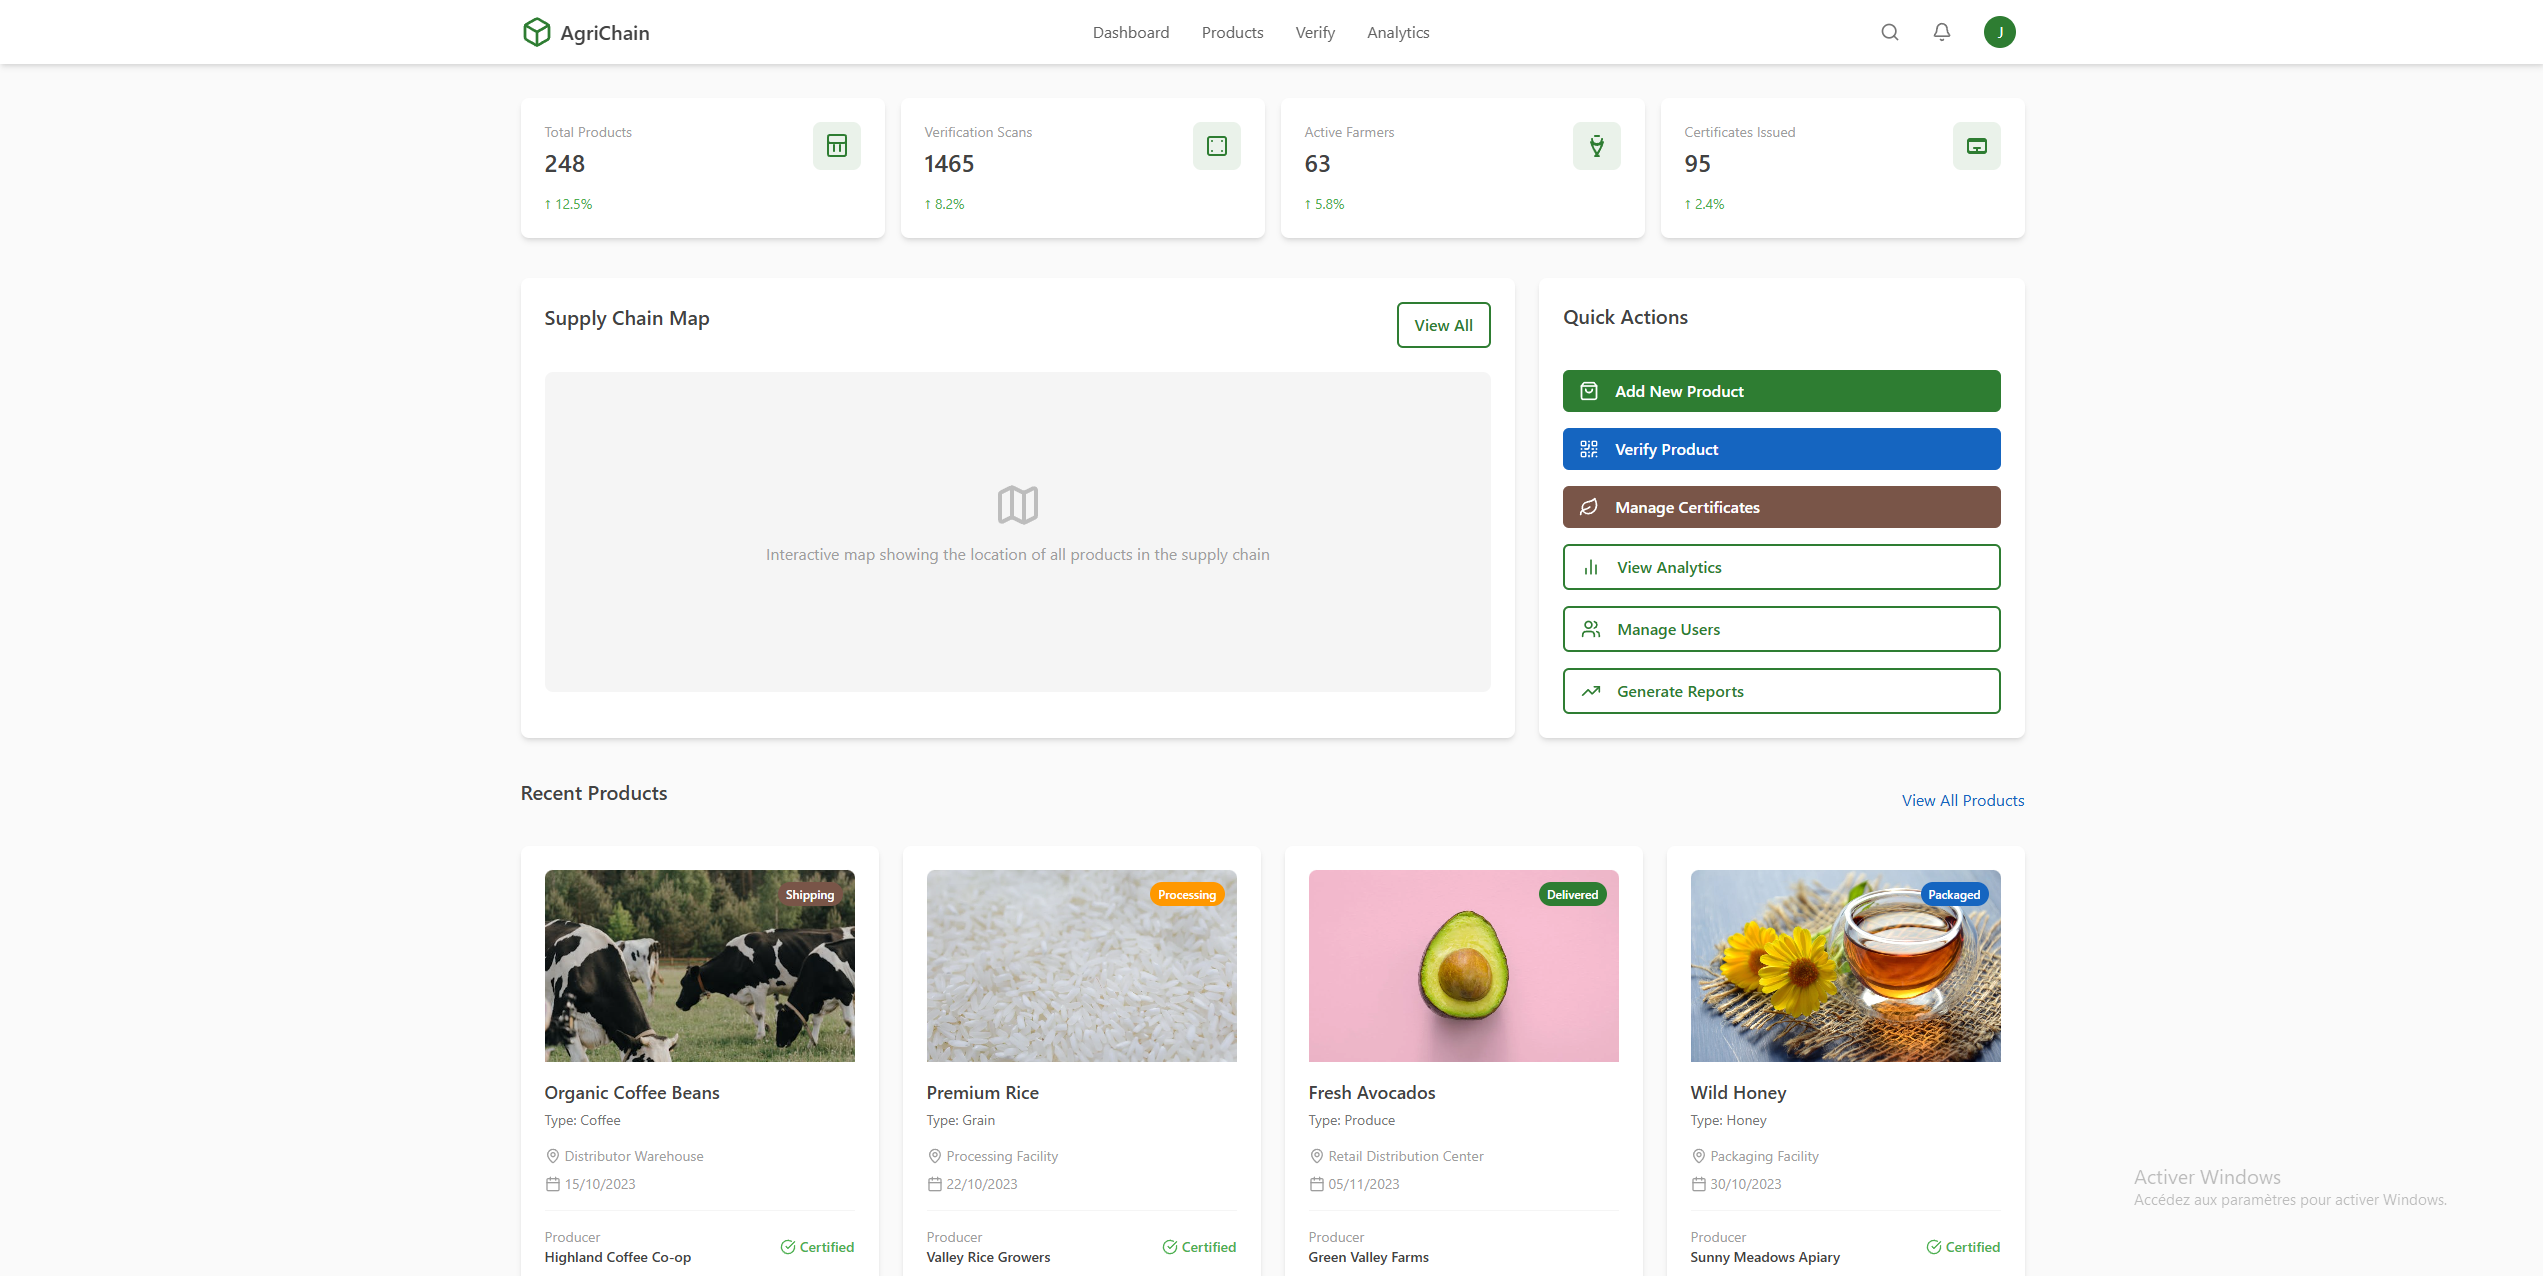 AgriChain
Dashboard
Products
Verify
Analytics
J
Total Products
248
↑ 12.5%
Verification Scans
1465
↑ 8.2%
Active Farmers
63
↑ 5.8%
Certificates Issued
95
↑ 2.4%
Supply Chain Map
View All
Interactive map showing the location of all products in the supply chain
Quick Actions
Add New Product
Verify Product
Manage Certificates
View Analytics
Manage Users
Generate Reports
Recent Products
View All Products
Shipping
Organic Coffee Beans
Type: Coffee
Distributor Warehouse
15/10/2023
Producer
Highland Coffee Co-op
Certified
Processing
Premium Rice
Type: Grain
Processing Facility
22/10/2023
Producer
Valley Rice Growers
Certified
Delivered
Fresh Avocados
Type: Produce
Retail Distribution Center
05/11/2023
Producer
Green Valley Farms
Packaged
Wild Honey
Type: Honey
Packaging Facility
30/10/2023
Producer
Sunny Meadows Apiary
Certified
Activer Windows
Accédez aux paramètres pour activer Windows.